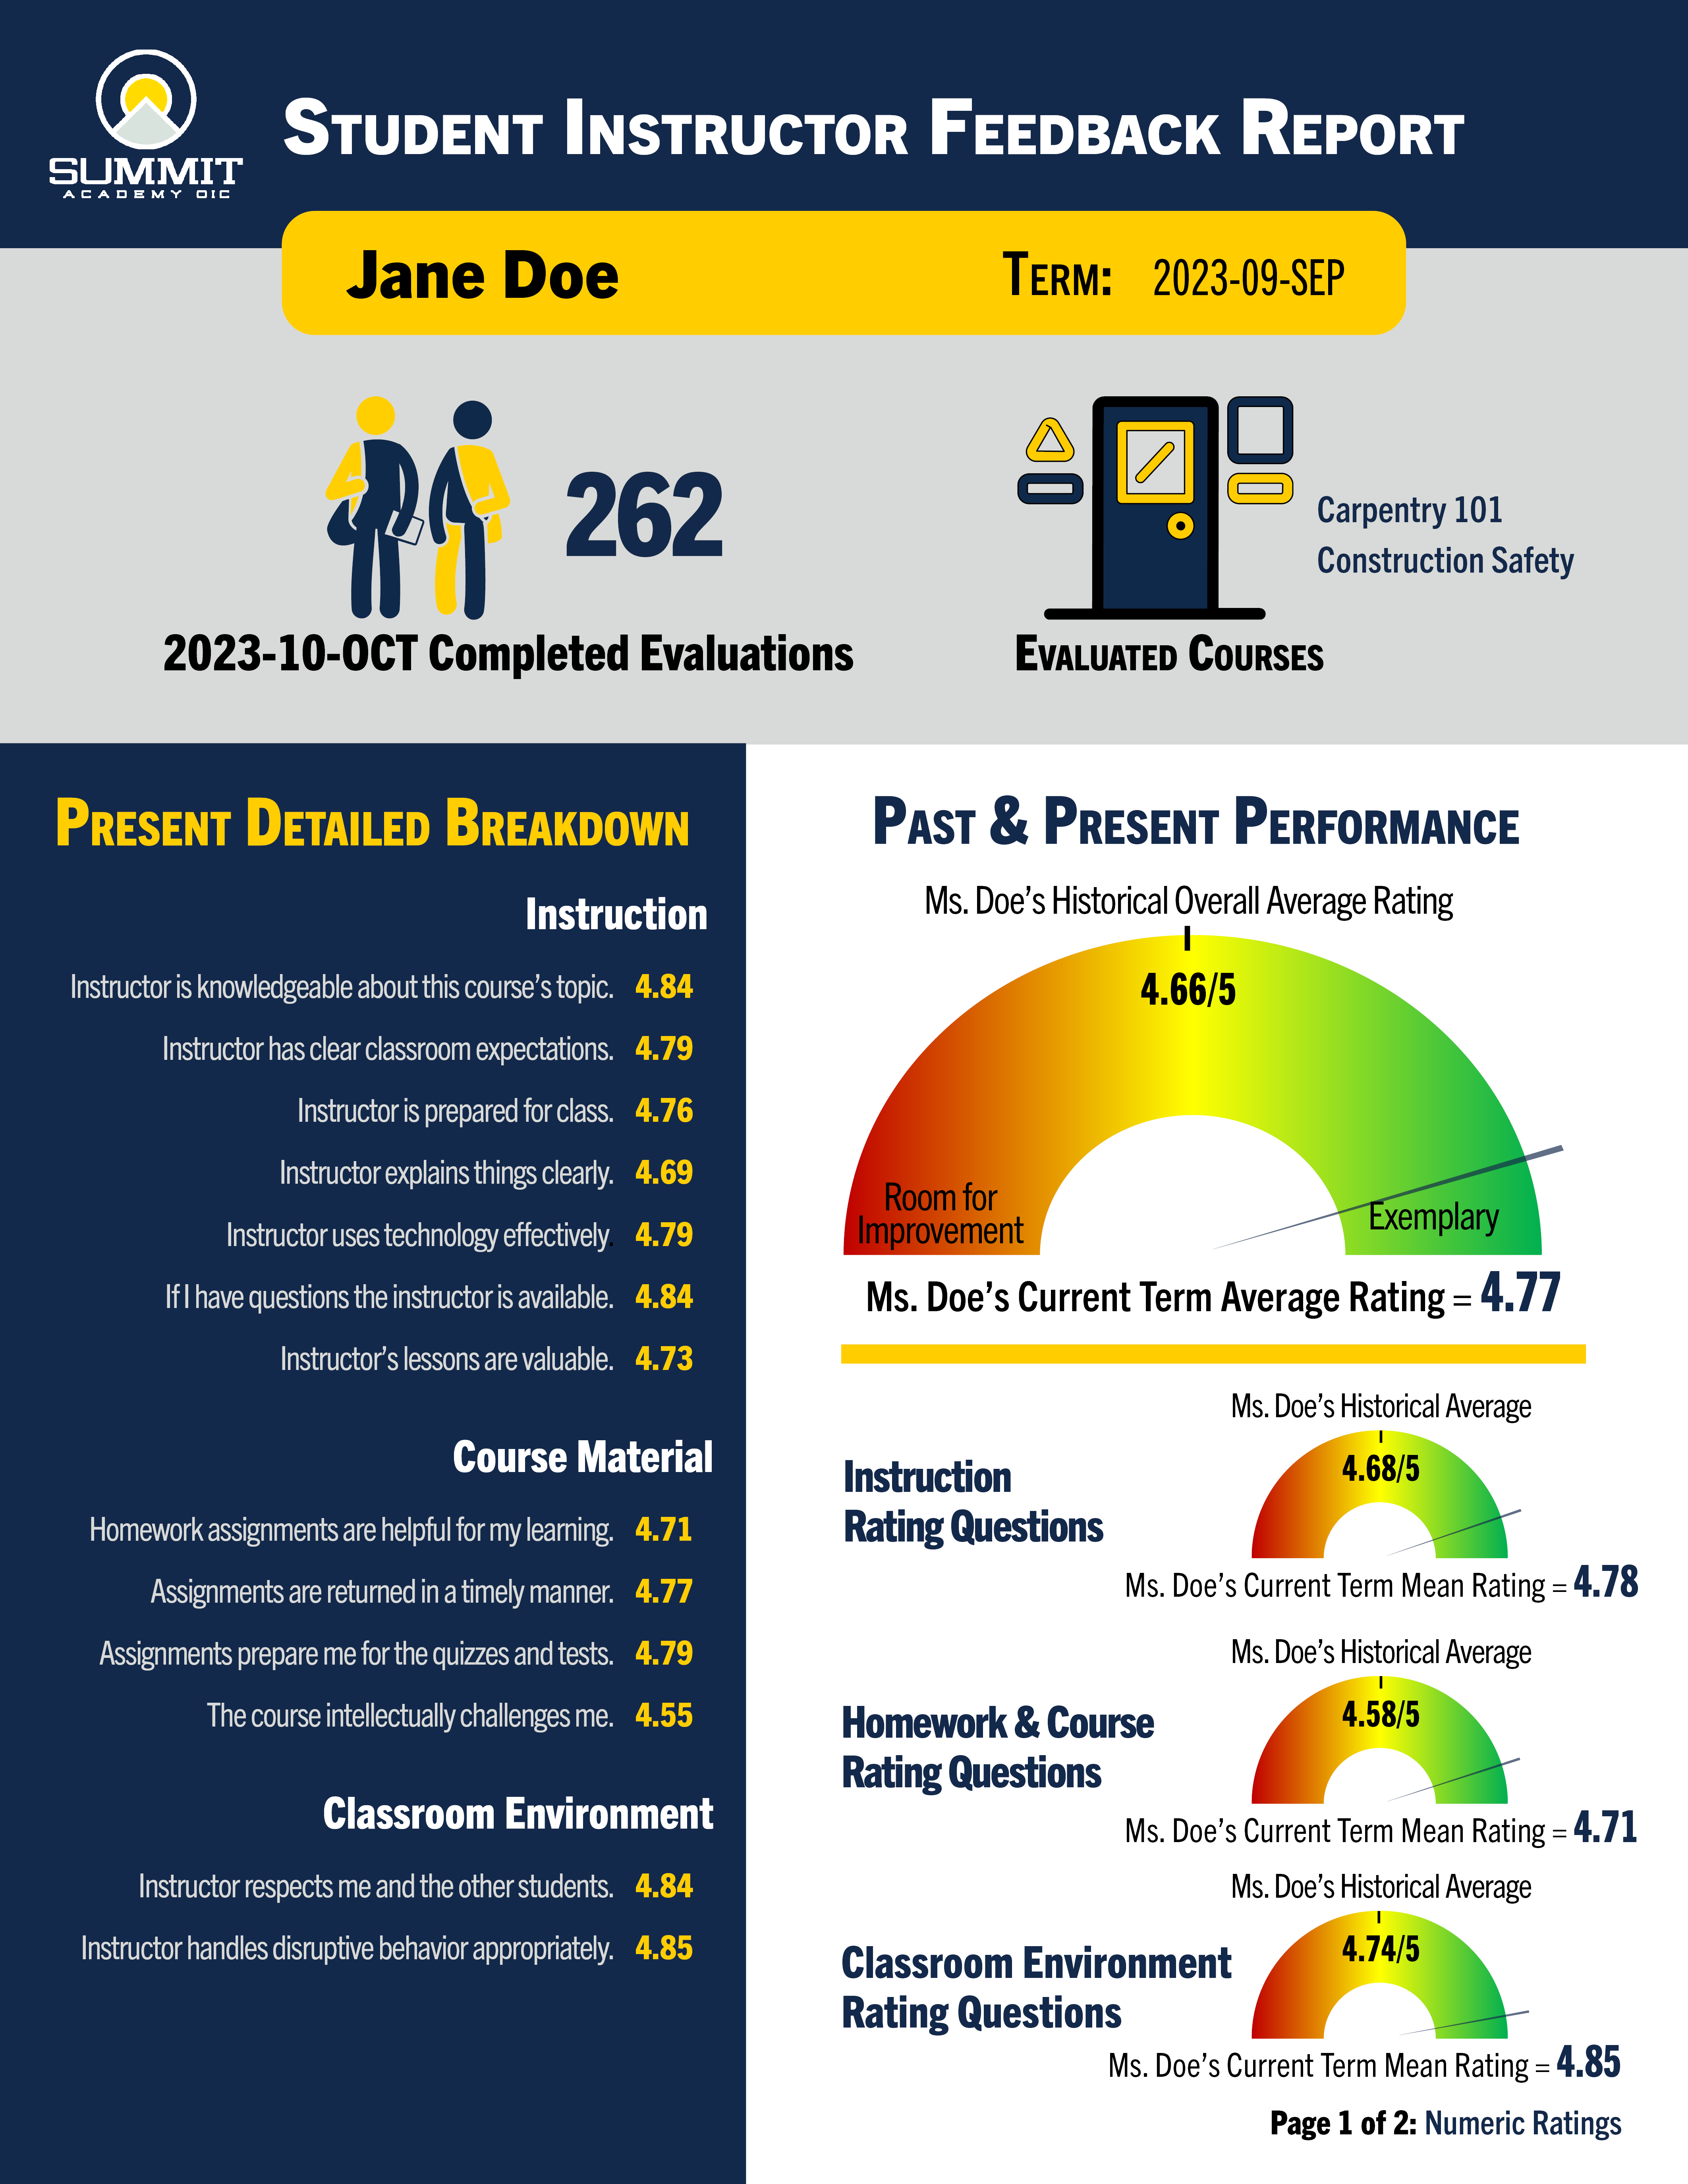 SUMMIT
ACADEMY OIC
Student Instructor Feedback Report
Jane Doe
Term: 2023-09-SEP
262
2023-10-OCT Completed Evaluations
Carpentry 101
Construction Safety
Evaluated Courses
Present Detailed Breakdown
Instruction
Instructor is knowledgeable about this course's topic. 4.84
Instructor has clear classroom expectations. 4.79
Instructor is prepared for class. 4.76
Instructor explains things clearly. 4.69
Instructor uses technology effectively. 4.79
If I have questions the instructor is available. 4.84
Instructor's lessons are valuable. 4.73
Course Material
Homework assignments are helpful for my learning. 4.71
Assignments are returned in a timely manner. 4.77
Assignments prepare me for the quizzes and tests. 4.79
The course intellectually challenges me. 4.55
Classroom Environment
Instructor respects me and the other students. 4.84
Instructor handles disruptive behavior appropriately. 4.85
Past & Present Performance
Ms. Doe's Historical Overall Average Rating
4.66/5
Room for
Improvement
Exemplary
Ms. Doe's Current Term Average Rating = 4.77
Ms. Doe's Historical Average
4.68/5
Instruction
Rating Questions
Ms. Doe's Current Term Mean Rating = 4.78
Ms. Doe's Historical Average
4.58/5
Homework & Course
Rating Questions
Ms. Doe's Current Term Mean Rating = 4.71
Ms. Doe's Historical Average
4.74/5
Classroom Environment
Rating Questions
Ms. Doe's Current Term Mean Rating = 4.85
Page 1 of 2: Numeric Ratings